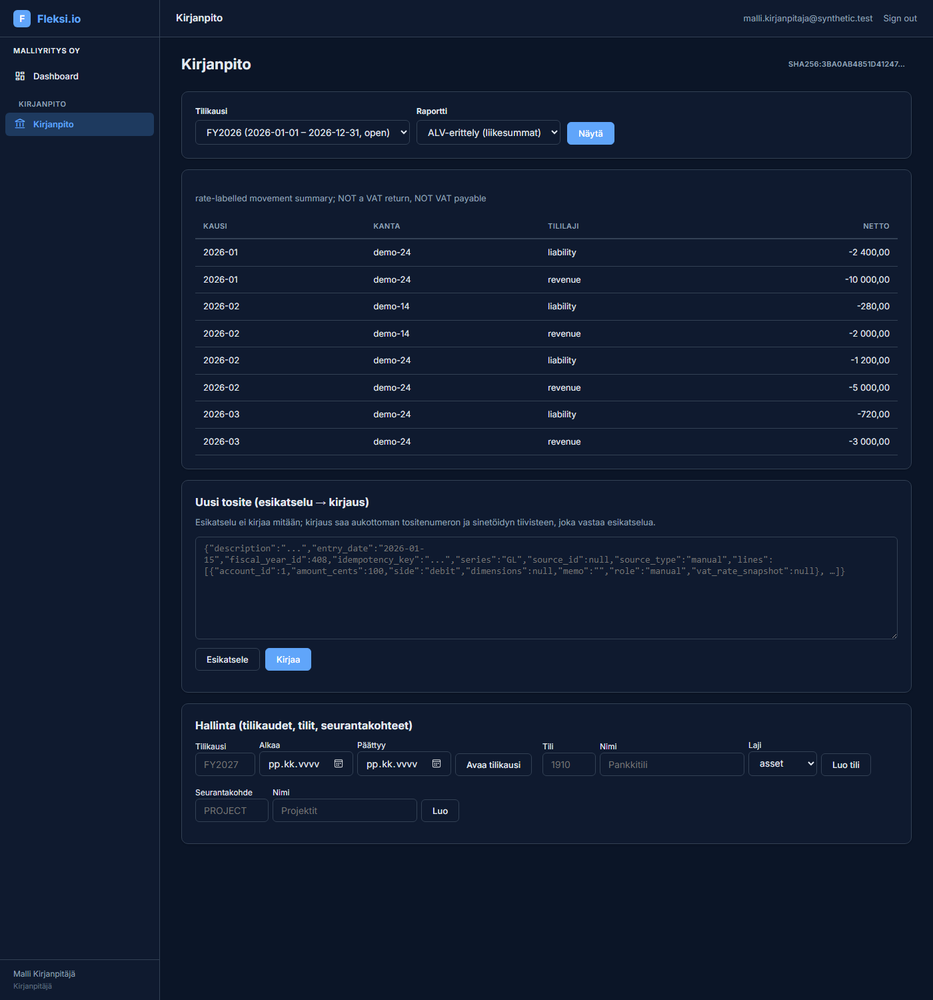 F Fleksi.io
MALLIYRITYS OY
Dashboard
KIRJANPITO
Kirjanpito
Malli Kirjanpitäjä
Kirjanpitäjä
Kirjanpito
malli.kirjanpitaja@synthetic.test Sign out
Kirjanpito
SHA256:3BA0AB4851D41247...
Tilikausi Raportti
FY2026 (2026-01-01 – 2026-12-31, open) ALV-erittely (liikesummat) Näytä
rate-labelled movement summary; NOT a VAT return, NOT VAT payable
KAUSI KANTA TILILAJI NETTO
2026-01 demo-24 liability -2 400,00
2026-01 demo-24 revenue -10 000,00
2026-02 demo-14 liability -280,00
2026-02 demo-14 revenue -2 000,00
2026-02 demo-24 liability -1 200,00
2026-02 demo-24 revenue -5 000,00
2026-03 demo-24 liability -720,00
2026-03 demo-24 revenue -3 000,00
Uusi tosite (esikatselu → kirjaus)
Esikatselu ei kirjaa mitään; kirjaus saa aukottoman tositenumeron ja sinetöidyn tiivisteen, joka vastaa esikatselua.
{"description":"...","entry_date":"2026-01-
15","fiscal_year_id":408,"idempotency_key":"...","series":"GL","source_id":null,"source_type":"manual","lines":
[{"account_id":1,"amount_cents":100,"side":"debit","dimensions":null,"memo":"","role":"manual","vat_rate_snapshot":null}, …]}
Esikatsele Kirjaa
Hallinta (tilikaudet, tilit, seurantakohteet)
Tilikausi Alkaa Päättyy Tili Nimi Laji
FY2027 pp.kk.vvvv pp.kk.vvvv Avaa tilikausi 1910 Pankkitili asset Luo tili
Seurantakohde Nimi
PROJECT Projektit Luo